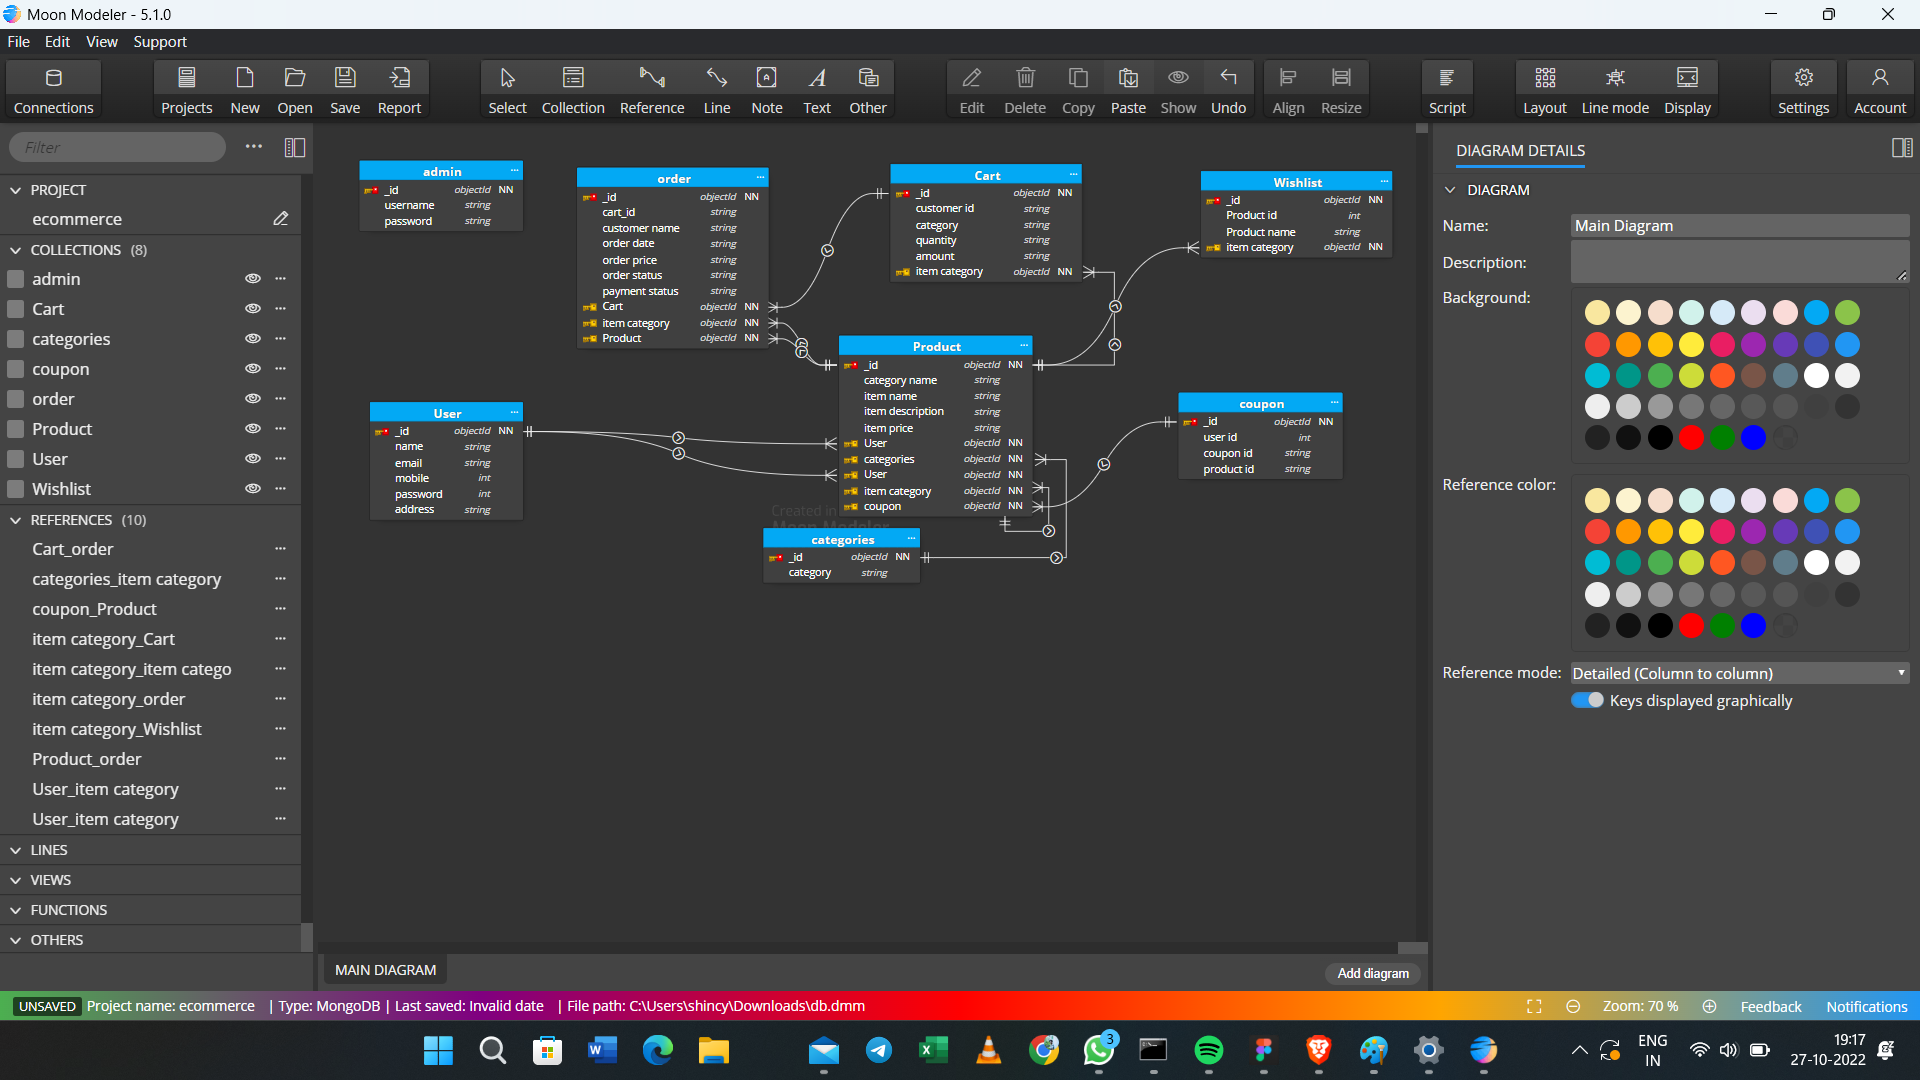 Moon Modeler - 5.1.0
File Edit View Support
Connections Projects New Open Save Report Select Collection Reference Line Note Text Other Edit Delete Copy Paste Show Undo Align Resize Script Layout Line mode Display Settings Account
Filter
PROJECT
ecommerce
COLLECTIONS (8)
admin
Cart
categories
coupon
order
Product
User
Wishlist
REFERENCES (10)
Cart_order
categories_item category
coupon_Product
item category_Cart
item category_item catego
item category_order
item category_Wishlist
Product_order
User_item category
User_item category
LINES
VIEWS
FUNCTIONS
OTHERS
admin
_id objectId NN
username string
password string
order
_id objectId NN
cart_id string
customer name string
order date string
order price string
order status string
payment status string
Cart objectId NN
item category objectId NN
Product objectId NN
Cart
_id objectId NN
customer id string
category string
quantity string
amount string
item category objectId NN
Wishlist
_id objectId NN
Product id int
Product name string
item category objectId NN
User
_id objectId NN
name string
email string
mobile int
password int
address string
Product
_id objectId NN
category name string
item name string
item description string
item price string
User objectId NN
categories objectId NN
User objectId NN
item category objectId NN
coupon objectId NN
coupon
_id objectId NN
user id int
coupon id string
product id string
Created in
Moon Modeler
categories
_id objectId NN
category string
MAIN DIAGRAM
Add diagram
DIAGRAM DETAILS
DIAGRAM
Name: Main Diagram
Description:
Background:
Reference color:
Reference mode: Detailed (Column to column)
Keys displayed graphically
UNSAVED Project name: ecommerce | Type: MongoDB | Last saved: Invalid date | File path: C:\Users\shincy\Downloads\db.dmm
Zoom: 70 % Feedback Notifications
3
ENG
IN
19:17
27-10-2022